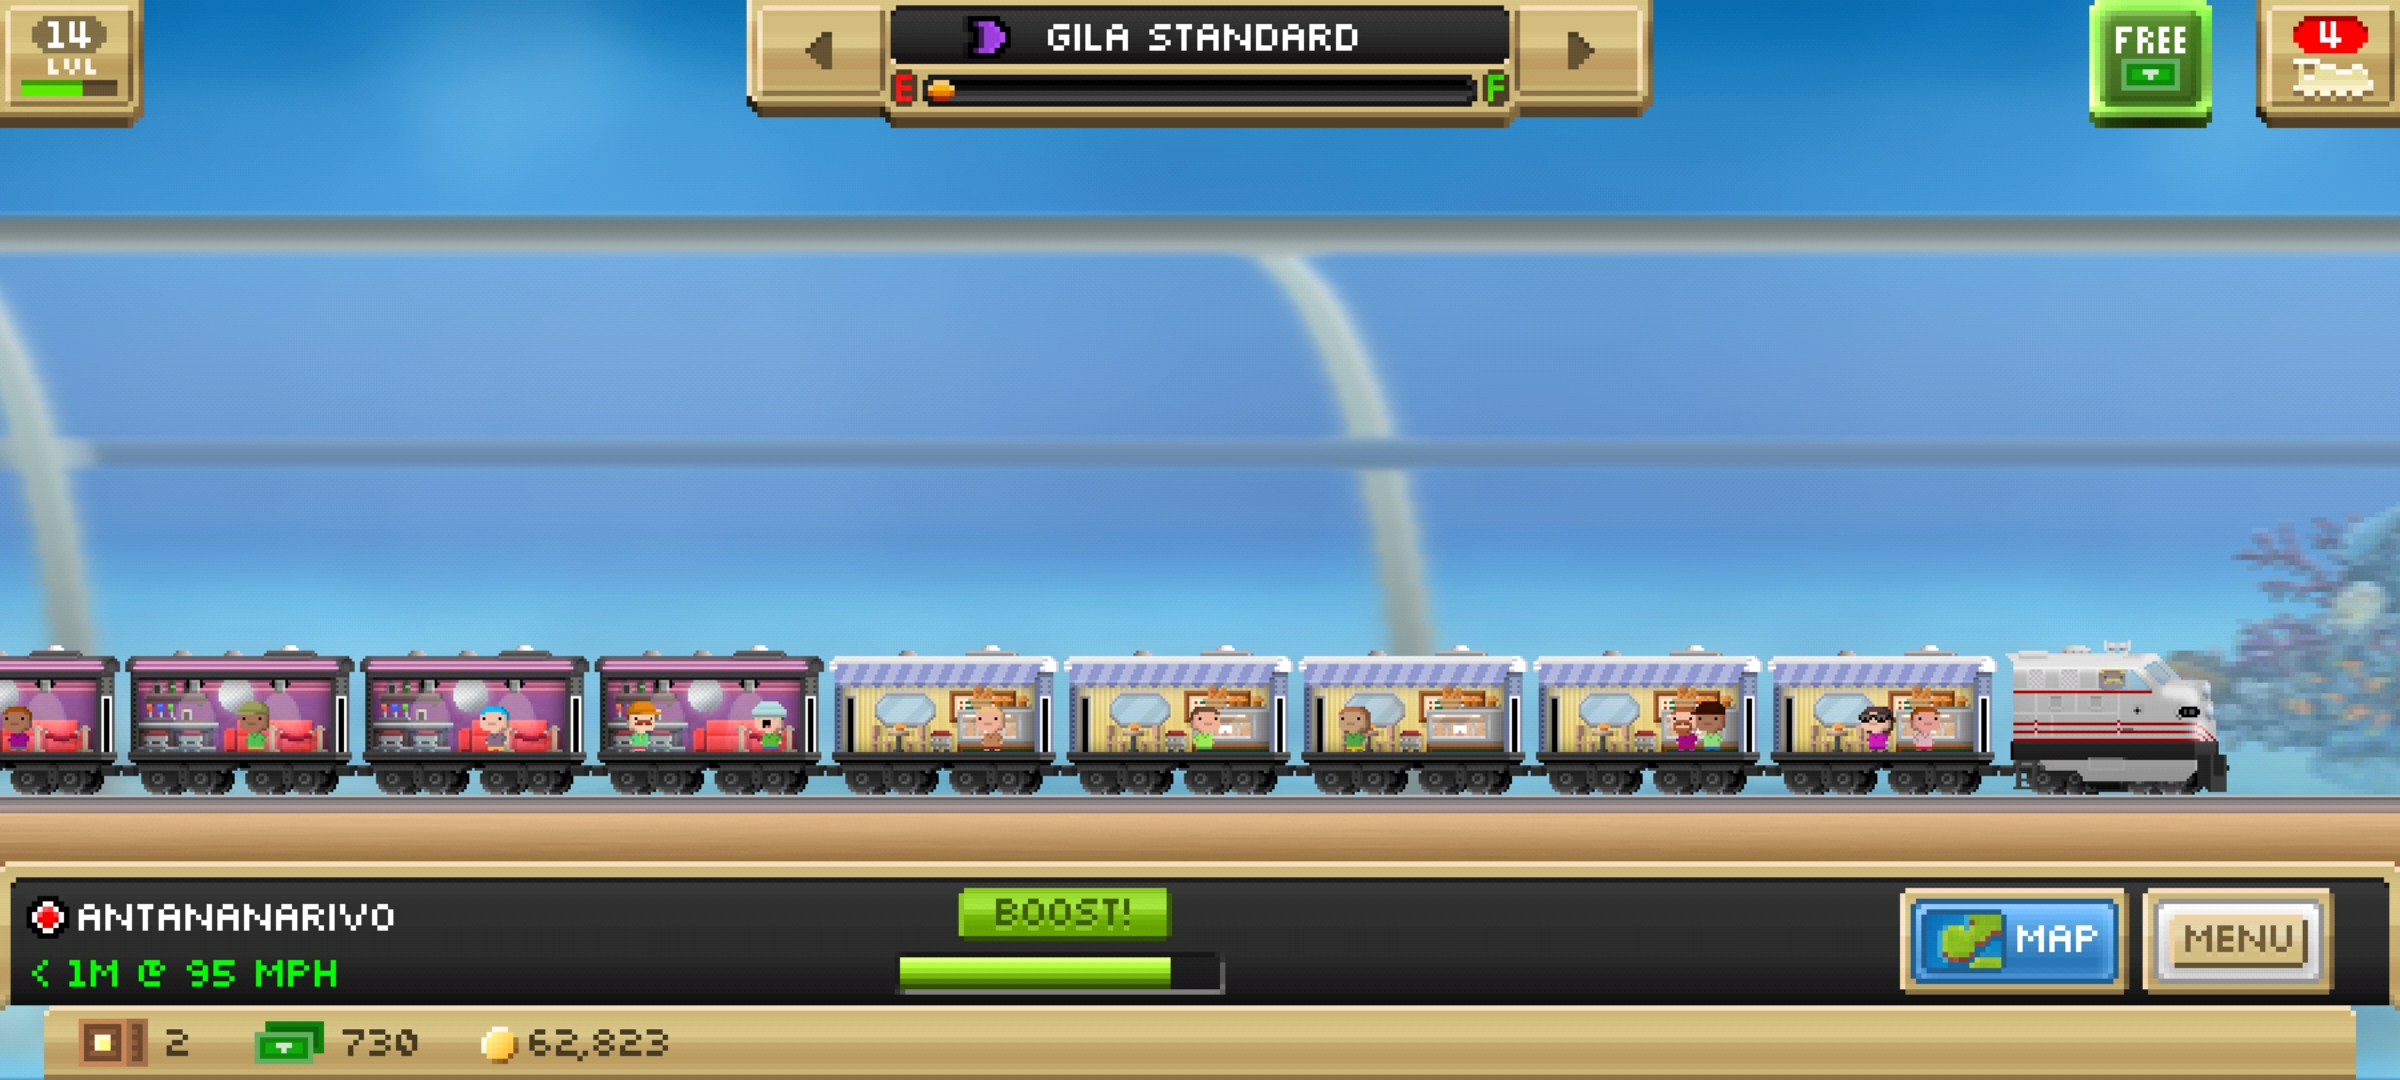 14
LVL
GILA STANDARD
E F
FREE
4
ANTANANARIVO
< 1M @ 95 MPH
BOOST!
MAP
MENU
2
730
62,823